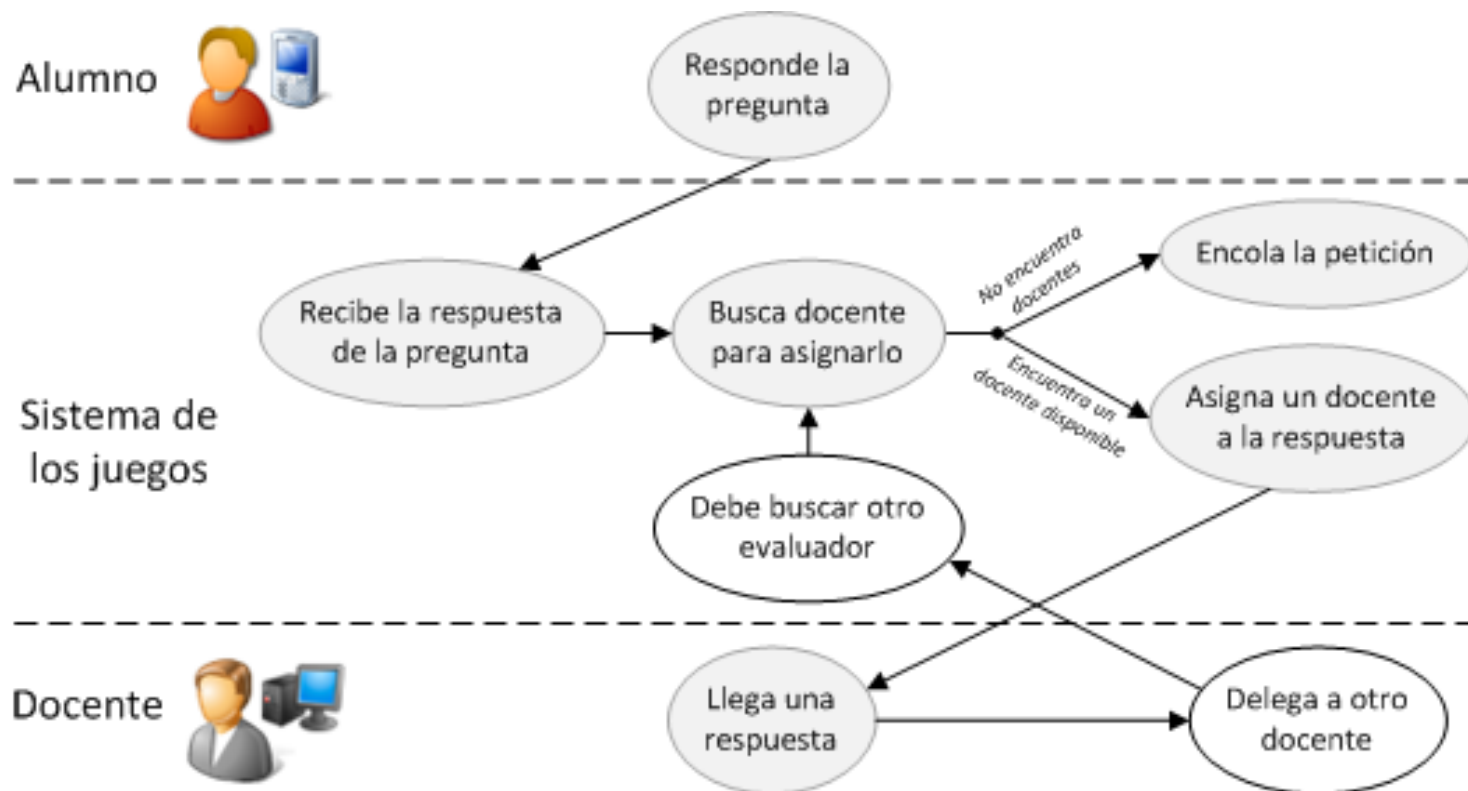 Alumno
Responde la
pregunta
Recibe la respuesta
de la pregunta
Busca docente
para asignarlo
No encuentra
docentes
Encola la petición
Encuentra un
docente disponible
Asigna un docente
a la respuesta
Sistema de
los juegos
Debe buscar otro
evaluador
Docente
Llega una
respuesta
Delega a otro
docente